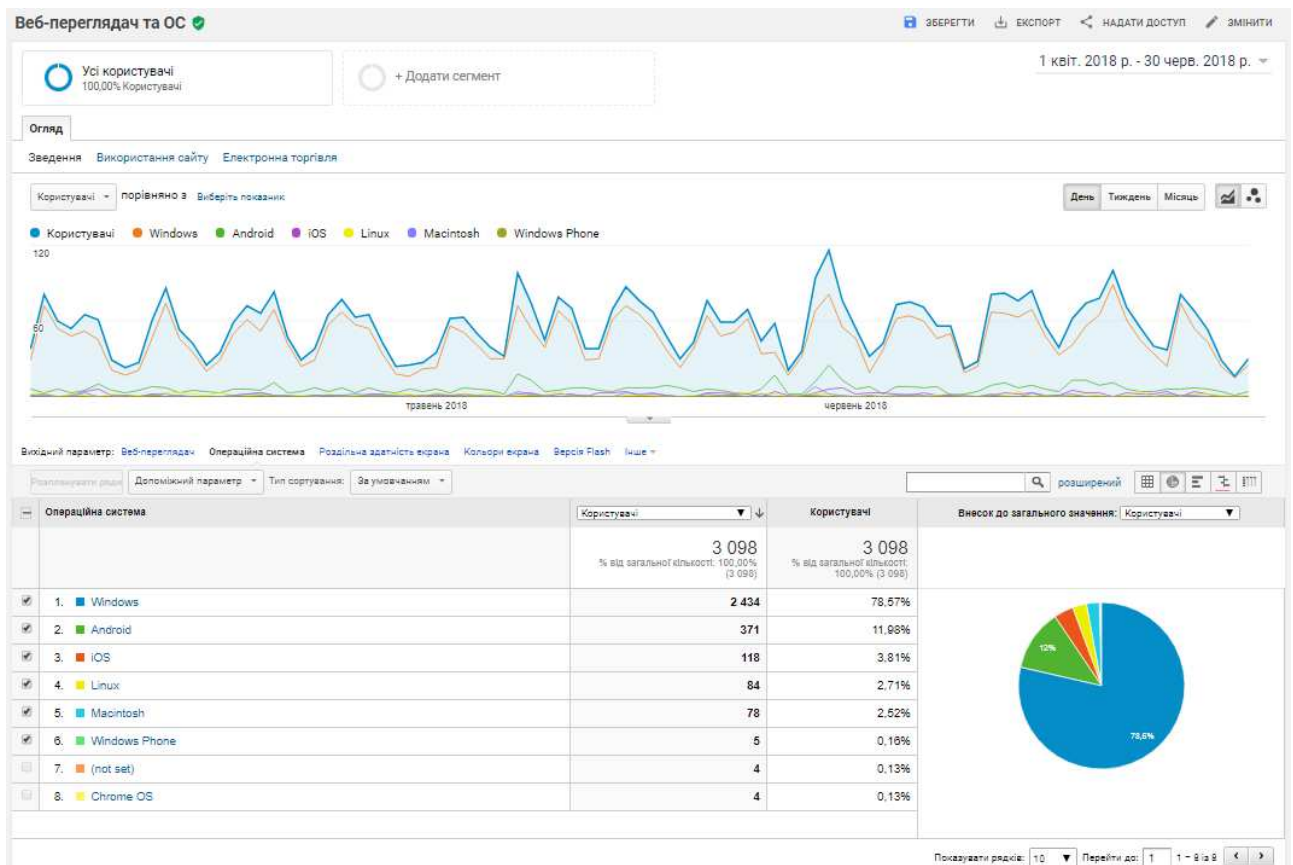 Веб-переглядач та ОС
ЗБЕРЕГТИ ЕКСПОРТ НАДАТИ ДОСТУП ЗМІНИТИ
Усі користувачі
100,00% Користувачі
+ Додати сегмент
1 квіт. 2018 р. - 30 черв. 2018 р.
Огляд
Зведення Використання сайту Електронна торгівля
Користувачі порівняно з Виберіть показник
День Тиждень Місяць
Користувачі Windows Android iOS Linux Macintosh Windows Phone
120
60
травень 2018 червень 2018
Вихідний параметр: Веб-переглядач Операційна система Роздільна здатність екрана Кольори екрана Версія Flash Інше
Допоміжний параметр Тип сортування: За умовчанням розширений
Операційна система Користувачі Користувачі Внесок до загального значення: Користувачі
3 098 3 098
% від загальної кількості: 100,00% % від загальної кількості:
(3 098) 100,00% (3 098)
1. Windows 2 434 78,57%
2. Android 371 11,98%
3. iOS 118 3,81%
4. Linux 84 2,71%
5. Macintosh 78 2,52%
6. Windows Phone 5 0,16%
7. (not set) 4 0,13%
8. Chrome OS 4 0,13%
12%
78,6%
Показувати рядків: 10 Перейти до: 1 1 – 8 із 8